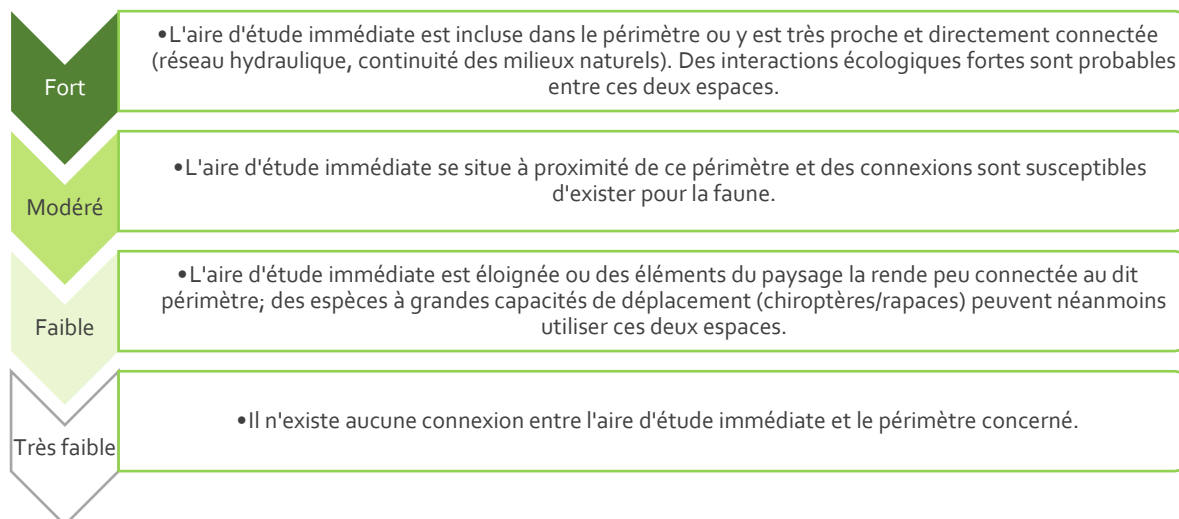 Fort
•L'aire d'étude immédiate est incluse dans le périmètre ou y est très proche et directement connectée
(réseau hydraulique, continuité des milieux naturels). Des interactions écologiques fortes sont probables
entre ces deux espaces.
Modéré
•L'aire d'étude immédiate se situe à proximité de ce périmètre et des connexions sont susceptibles
d'exister pour la faune.
Faible
•L'aire d'étude immédiate est éloignée ou des éléments du paysage la rende peu connectée au dit
périmètre; des espèces à grandes capacités de déplacement (chiroptères/rapaces) peuvent néanmoins
utiliser ces deux espaces.
Très faible
•Il n'existe aucune connexion entre l'aire d'étude immédiate et le périmètre concerné.